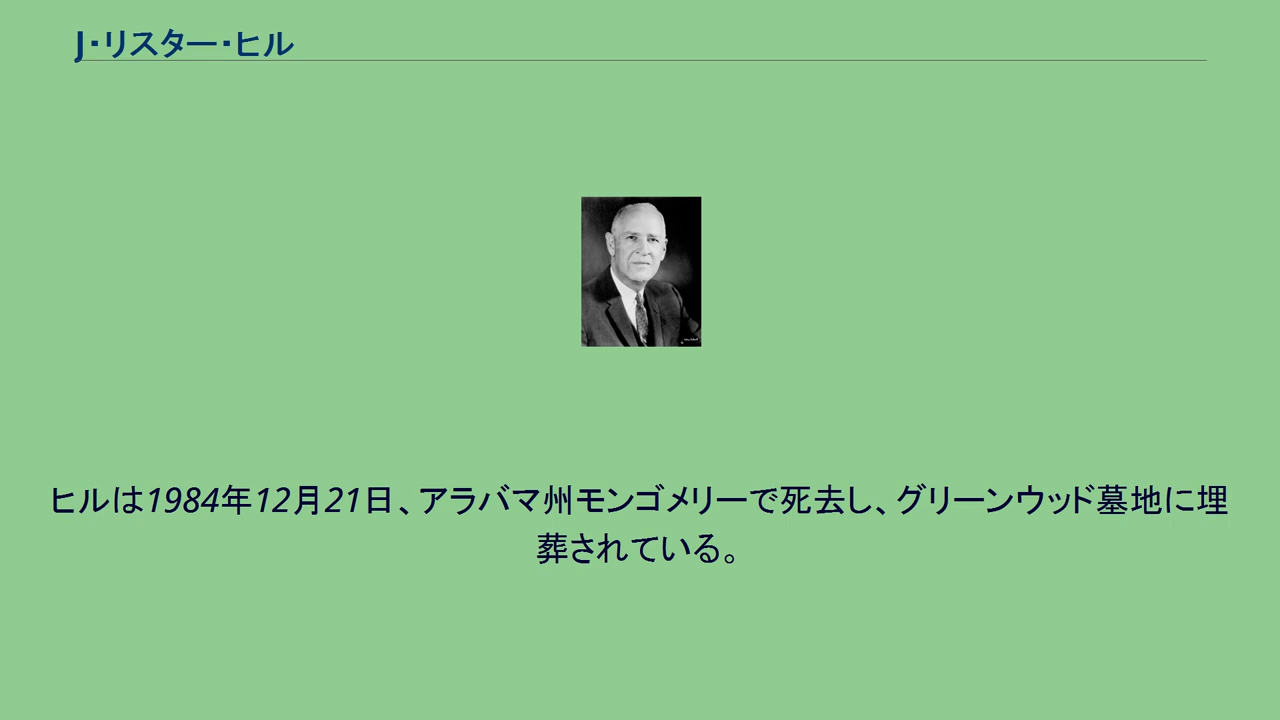 J・リスター・ヒル
ヒルは1984年12月21日、アラバマ州モンゴメリーで死去し、グリーンウッド墓地に埋
葬されている。